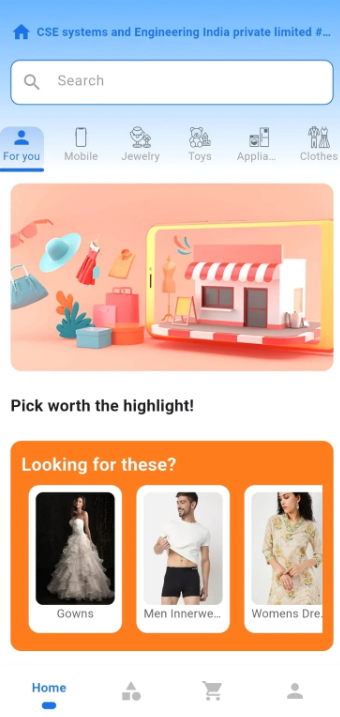 CSE systems and Engineering India private limited #...
Search
For you
Mobile
Jewelry
Toys
Applia...
Clothes
Pick worth the highlight!
Looking for these?
Gowns
Men Innerwe...
Womens Dre.
Home